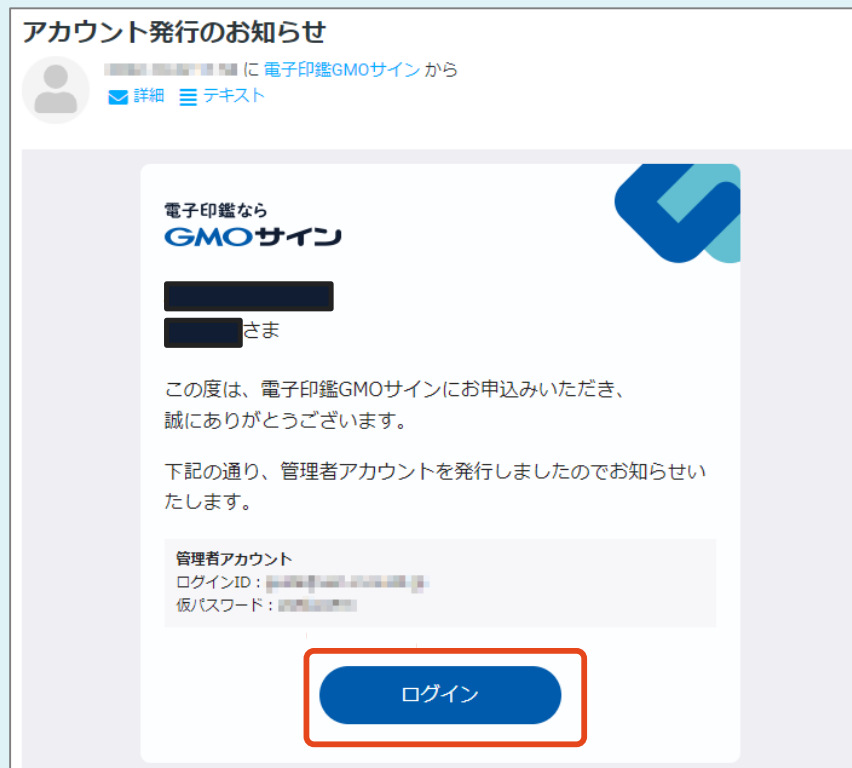 アカウント発行のお知らせ
に 電子印鑑GMOサイン から
詳細 テキスト
電子印鑑なら
GMOサイン
さま
この度は、電子印鑑GMOサインにお申込みいただき、
誠にありがとうございます。
下記の通り、管理者アカウントを発行しましたのでお知らせい
たします。
管理者アカウント
ログインID：
仮パスワード：
ログイン